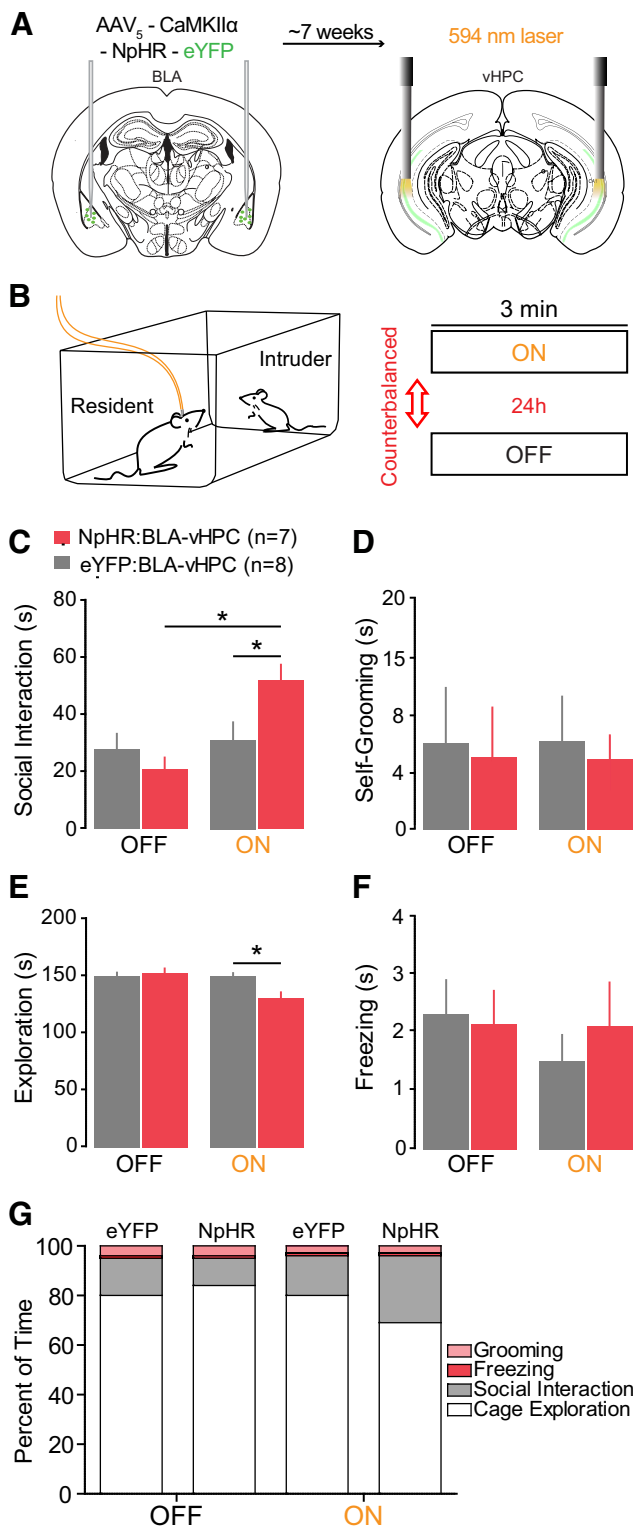 A
AAV5 - CaMKIIα
- NpHR - eYFP
~7 weeks
594 nm laser
BLA
vHPC
B
Resident
Intruder
3 min
ON
Counterbalanced
24h
OFF
C
NpHR:BLA-vHPC (n=7)
eYFP:BLA-vHPC (n=8)
Social Interaction (s)
80
60
40
20
0
*
*
OFF
ON
D
Self-Grooming (s)
20
15
8
4
0
OFF
ON
E
Exploration (s)
200
150
100
50
0
*
OFF
ON
F
Freezing (s)
4
3
2
1
0
OFF
ON
G
eYFP
NpHR
eYFP
NpHR
Percent of Time
100
80
60
40
20
0
OFF
ON
Grooming
Freezing
Social Interaction
Cage Exploration